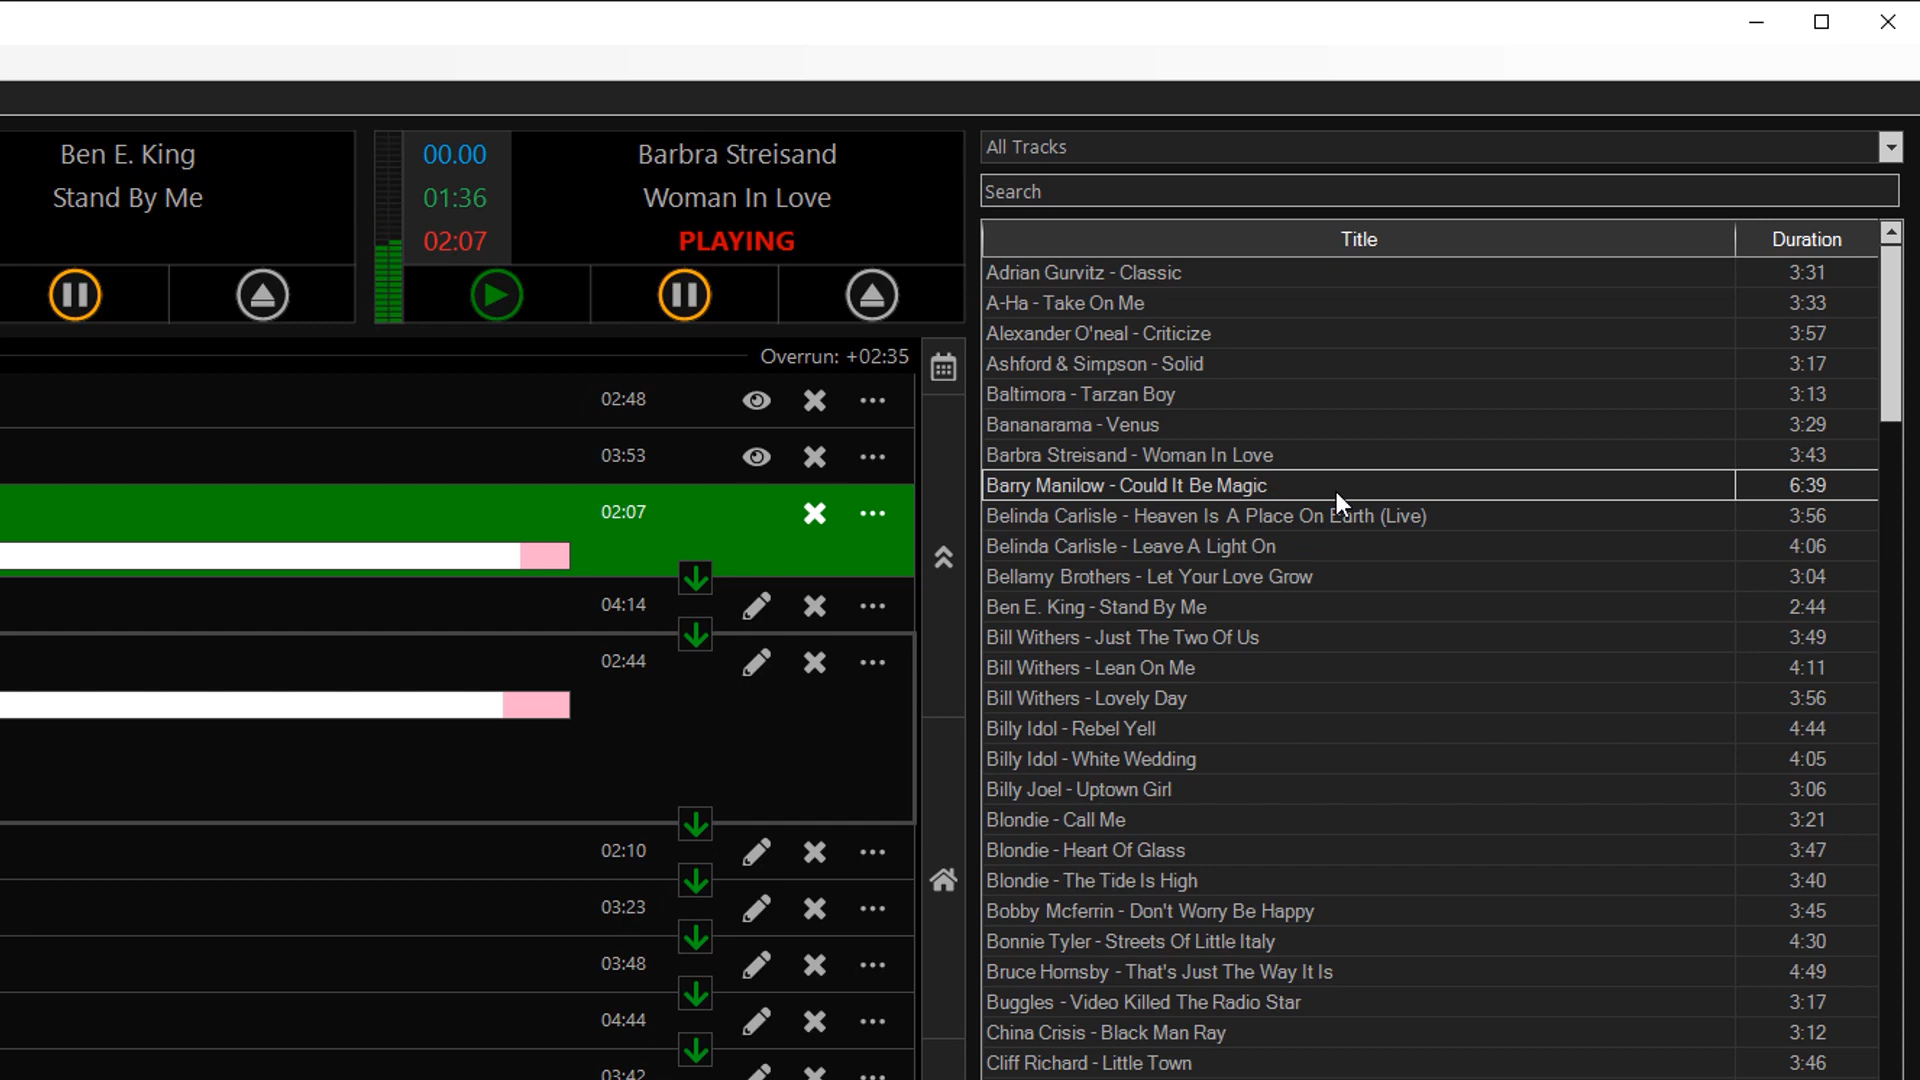 Ben E. King
Stand By Me
00.00
01:36
02:07
Barbra Streisand
Woman In Love
PLAYING
Overrun: +02:35
02:48
03:53
02:07
04:14
02:44
02:10
03:23
03:48
04:44
03:42
All Tracks
Search
Title Duration
Adrian Gurvitz - Classic 3:31
A-Ha - Take On Me 3:33
Alexander O'neal - Criticize 3:57
Ashford & Simpson - Solid 3:17
Baltimora - Tarzan Boy 3:13
Bananarama - Venus 3:29
Barbra Streisand - Woman In Love 3:43
Barry Manilow - Could It Be Magic 6:39
Belinda Carlisle - Heaven Is A Place On Earth (Live) 3:56
Belinda Carlisle - Leave A Light On 4:06
Bellamy Brothers - Let Your Love Grow 3:04
Ben E. King - Stand By Me 2:44
Bill Withers - Just The Two Of Us 3:49
Bill Withers - Lean On Me 4:11
Bill Withers - Lovely Day 3:56
Billy Idol - Rebel Yell 4:44
Billy Idol - White Wedding 4:05
Billy Joel - Uptown Girl 3:06
Blondie - Call Me 3:21
Blondie - Heart Of Glass 3:47
Blondie - The Tide Is High 3:40
Bobby Mcferrin - Don't Worry Be Happy 3:45
Bonnie Tyler - Streets Of Little Italy 4:30
Bruce Hornsby - That's Just The Way It Is 4:49
Buggles - Video Killed The Radio Star 3:17
China Crisis - Black Man Ray 3:12
Cliff Richard - Little Town 3:46